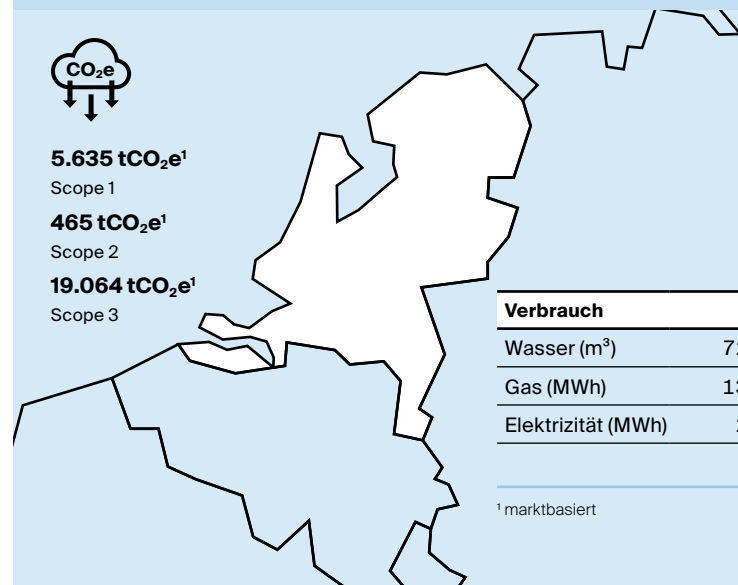 CO₂e
5.635 tCO₂e¹
Scope 1
465 tCO₂e¹
Scope 2
19.064 tCO₂e¹
Scope 3
Verbrauch
Wasser (m³)
Gas (MWh)
Elektrizität (MWh)
¹ marktbasiert